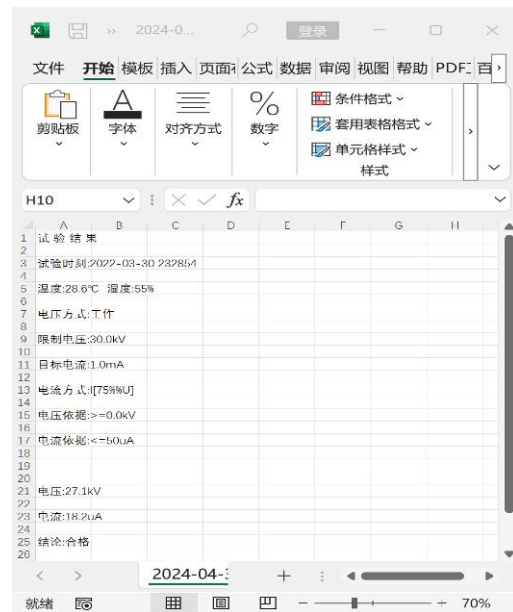 2024-0...
登录
文件 开始 模板 插入 页面 公式 数据 审阅 视图 帮助 PDF 百
剪贴板
字体
对齐方式
%
数字
条件格式
套用表格格式
单元格样式
样式
H10
fx
A B C D E F G H
1 试验结果
2
3 试验时刻:2022-03-30 232854
4
5 温度:28.6℃ 湿度:55%
6
7 电压方式:工作
8
9 限制电压:30.0kV
10
11 目标电流:1.0mA
12
13 电流方式:I[75%%U]
14
15 电压依据:>=0.0kV
16
17 电流依据:<=50uA
18
19
20
21 电压:27.1kV
22
23 电流:18.2uA
24
25 结论:合格
26
2024-04-3
就绪
70%